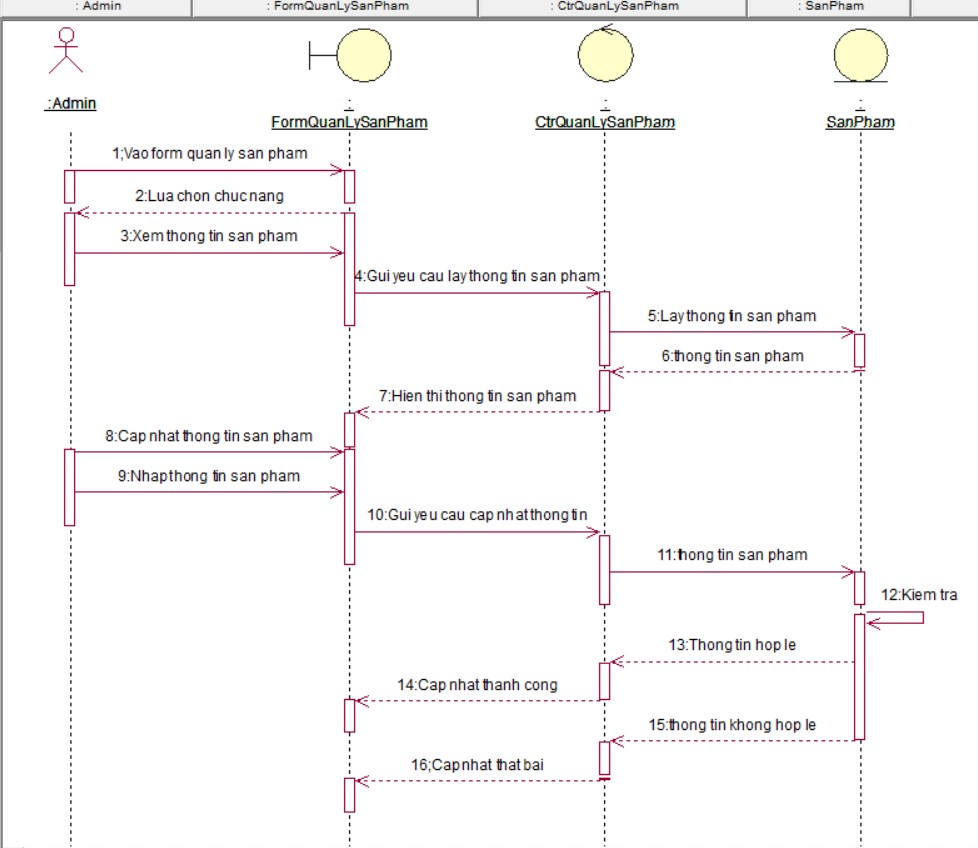 : Admin
: FormQuanLySanPham
: CtrQuanLySanPham
: SanPham
:Admin
:
FormQuanLySanPham
:
CtrQuanLySanPham
:
SanPham
1;Vao form quan ly san pham
2:Lua chon chuc nang
3:Xem thong tin san pham
4:Gui yeu cau lay thong tin san pham
5:Lay thong tin san pham
6:thong tin san pham
7:Hien thi thong tin san pham
8:Cap nhat thong tin san pham
9:Nhap thong tin san pham
10:Gui yeu cau cap nhat thong tin
11:thong tin san pham
12:Kiem tra
13:Thong tin hop le
14:Cap nhat thanh cong
15:thong tin khong hop le
16;Cap nhat that bai